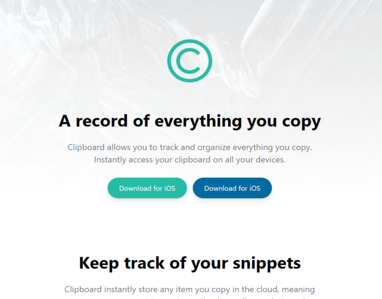 A record of everything you copy
Clipboard allows you to track and organize everything you copy.
Instantly access your clipboard on all your devices.
Download for iOS
Download for iOS
Keep track of your snippets
Clipboard instantly store any item you copy in the cloud, meaning